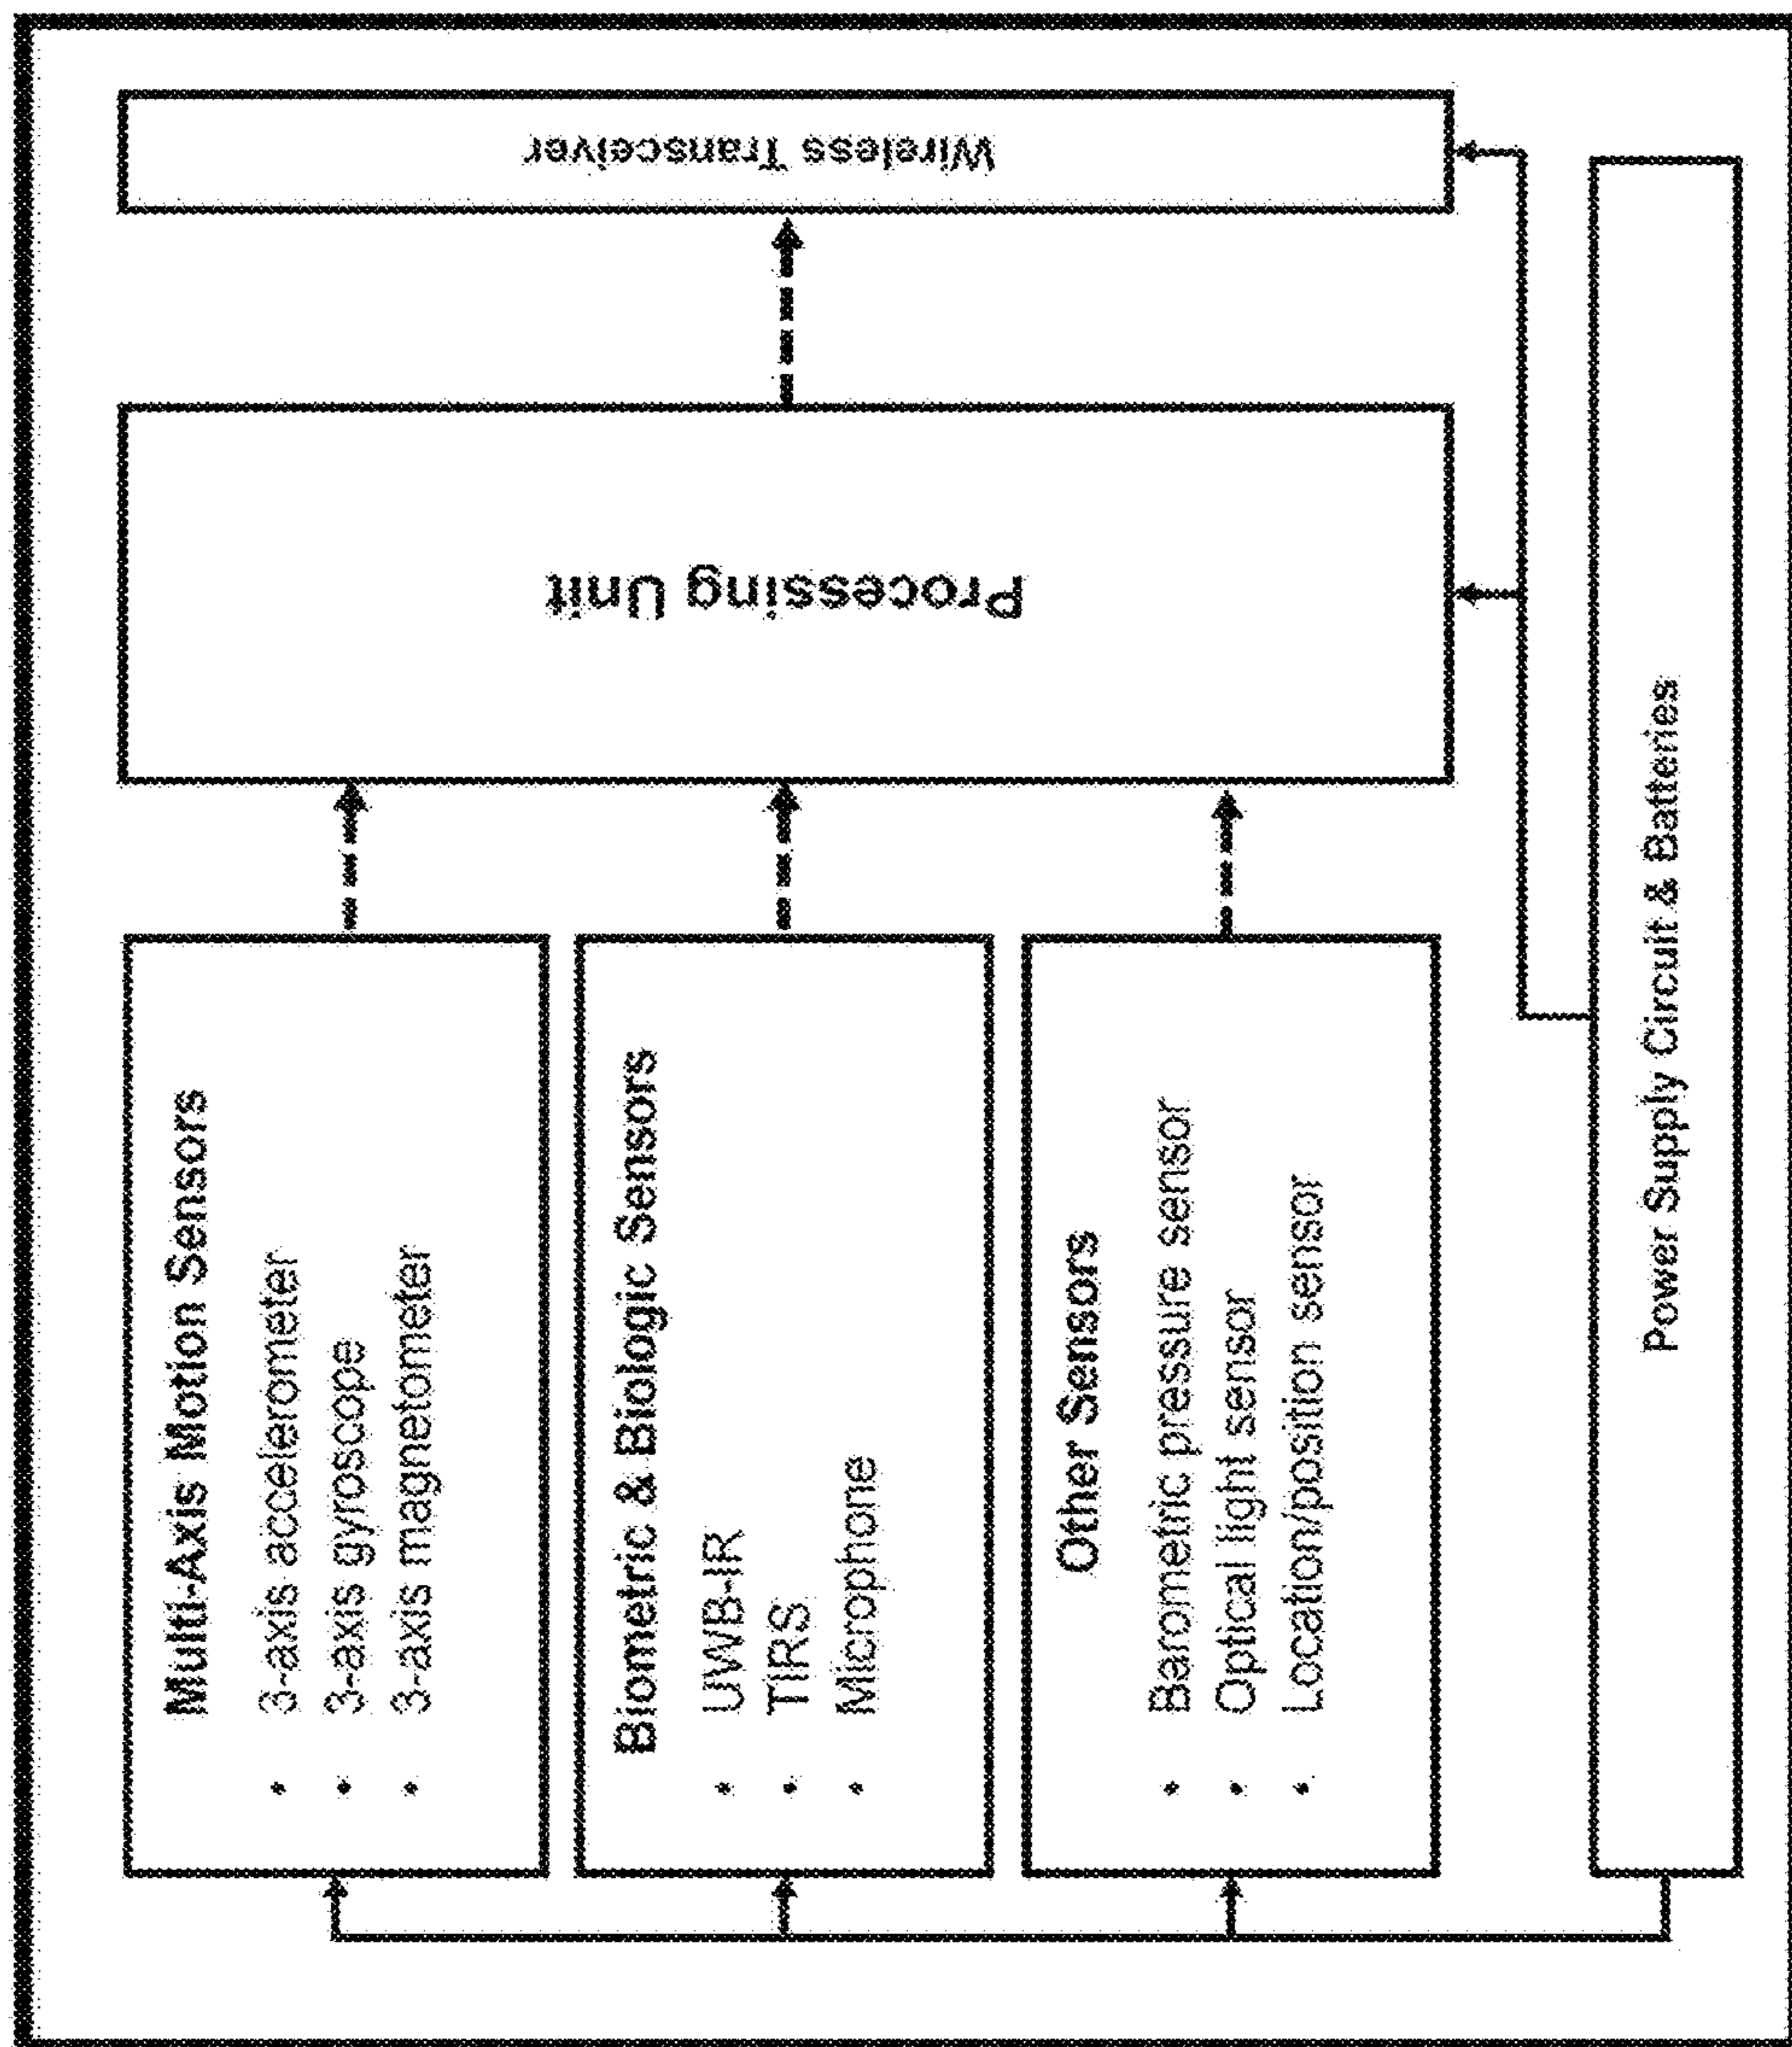 Multi-Axis Motion Sensors
• 3-axis accelerometer
• 3-axis gyroscope
• 3-axis magnetometer
Biometric & Biologic Sensors
• UWB-IR
• TIRS
• Microphone
Other Sensors
• Barometric pressure sensor
• Optical light sensor
• Location/position sensor
Processing Unit
Wireless Transceiver
Power Supply Circuit & Batteries